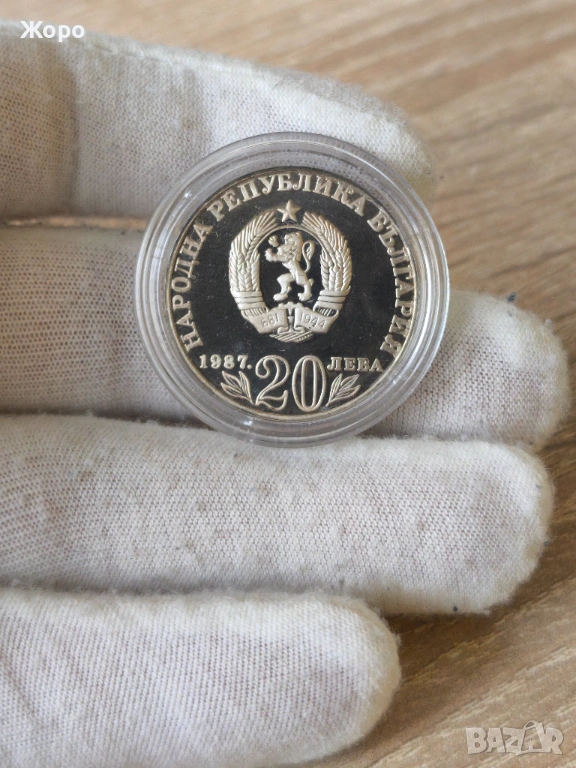 Жоро
НАРОДНА РЕПУБЛИКА БЪЛГАРИЯ
681 1944
1987. 20 ЛЕВА
BAZAR